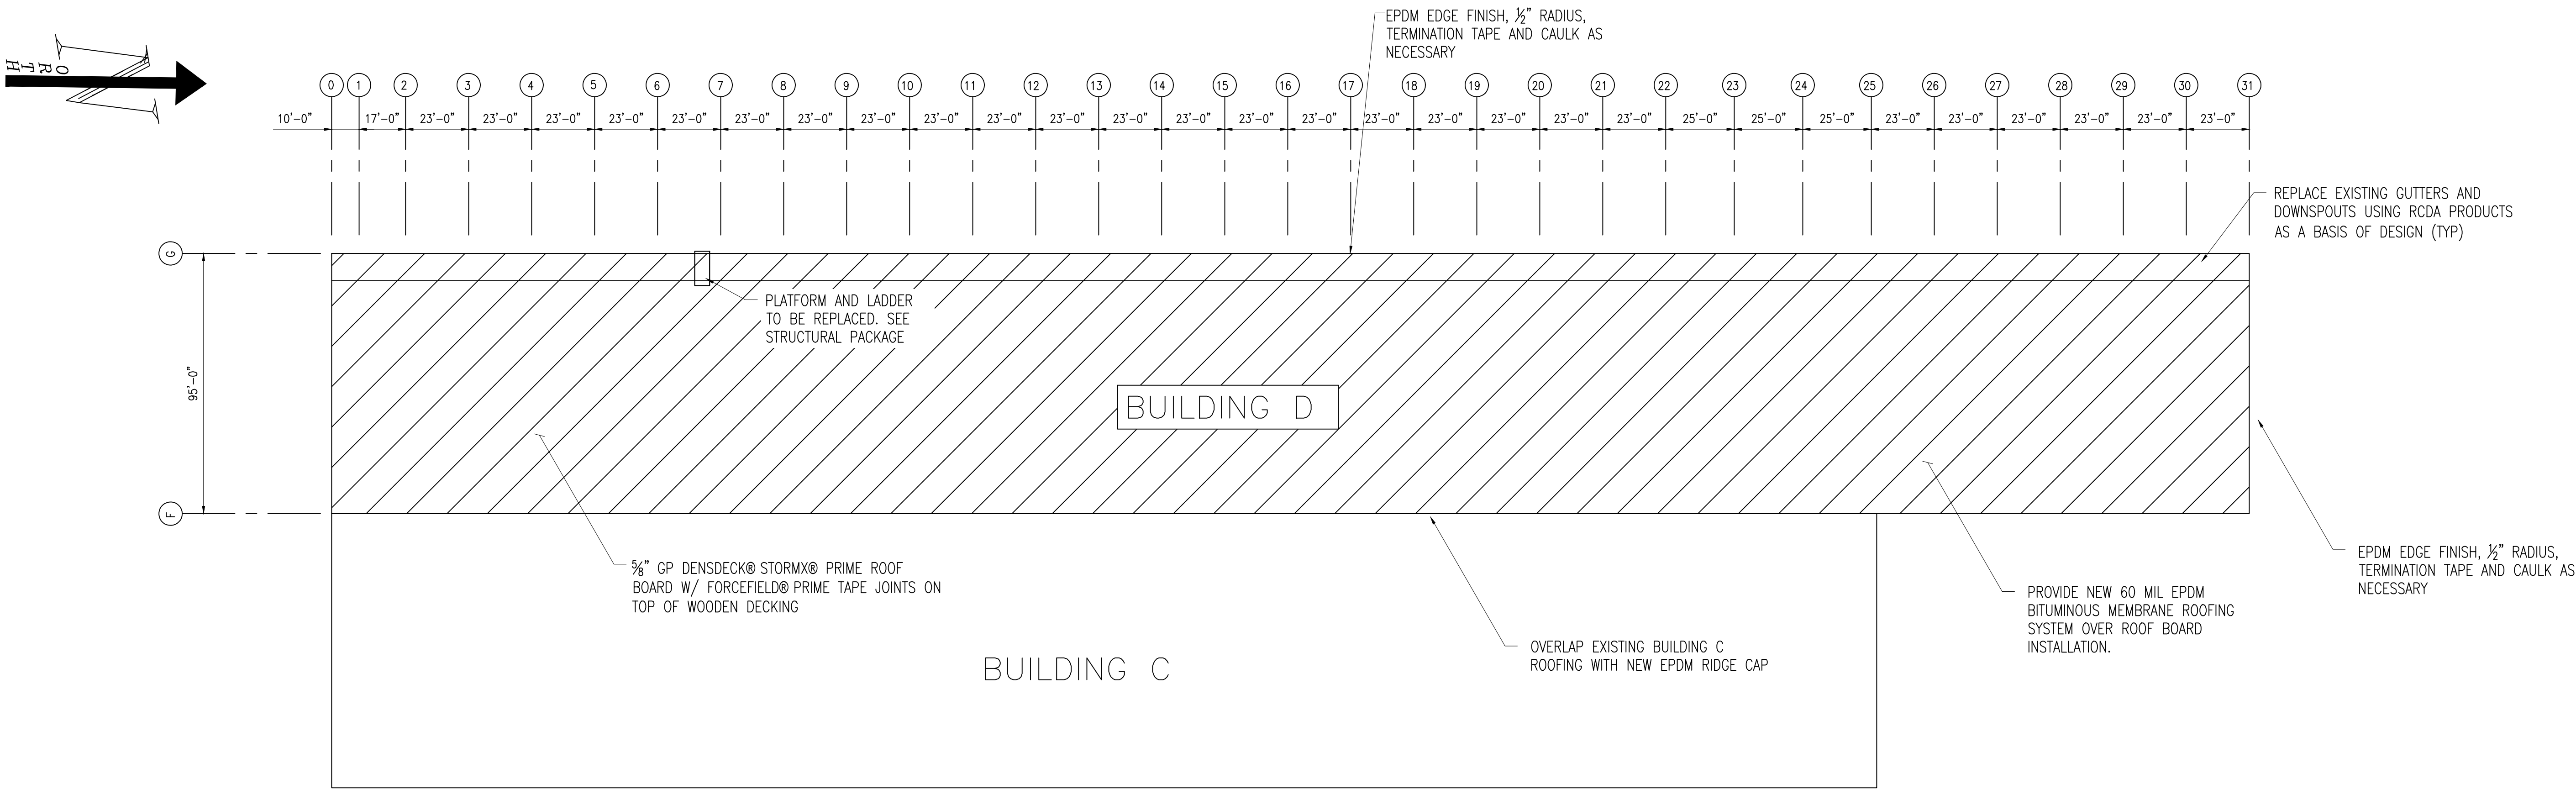 NORTH
EPDM EDGE FINISH, ½" RADIUS,
TERMINATION TAPE AND CAULK AS
NECESSARY
0 1 2 3 4 5 6 7 8 9 10 11 12 13 14 15 16 17 18 19 20 21 22 23 24 25 26 27 28 29 30 31
10'-0" 17'-0" 23'-0" 23'-0" 23'-0" 23'-0" 23'-0" 23'-0" 23'-0" 23'-0" 23'-0" 23'-0" 23'-0" 23'-0" 23'-0" 23'-0" 23'-0" 23'-0" 23'-0" 23'-0" 23'-0" 23'-0" 25'-0" 25'-0" 25'-0" 23'-0" 23'-0" 23'-0" 23'-0" 23'-0" 23'-0"
REPLACE EXISTING GUTTERS AND
DOWNSPOUTS USING RCDA PRODUCTS
AS A BASIS OF DESIGN (TYP)
G
PLATFORM AND LADDER
TO BE REPLACED. SEE
STRUCTURAL PACKAGE
95'-0"
BUILDING D
F
⅝" GP DENSDECK® STORMX® PRIME ROOF
BOARD W/ FORCEFIELD® PRIME TAPE JOINTS ON
TOP OF WOODEN DECKING
EPDM EDGE FINISH, ½" RADIUS,
TERMINATION TAPE AND CAULK AS
NECESSARY
PROVIDE NEW 60 MIL EPDM
BITUMINOUS MEMBRANE ROOFING
SYSTEM OVER ROOF BOARD
INSTALLATION.
OVERLAP EXISTING BUILDING C
ROOFING WITH NEW EPDM RIDGE CAP
BUILDING C